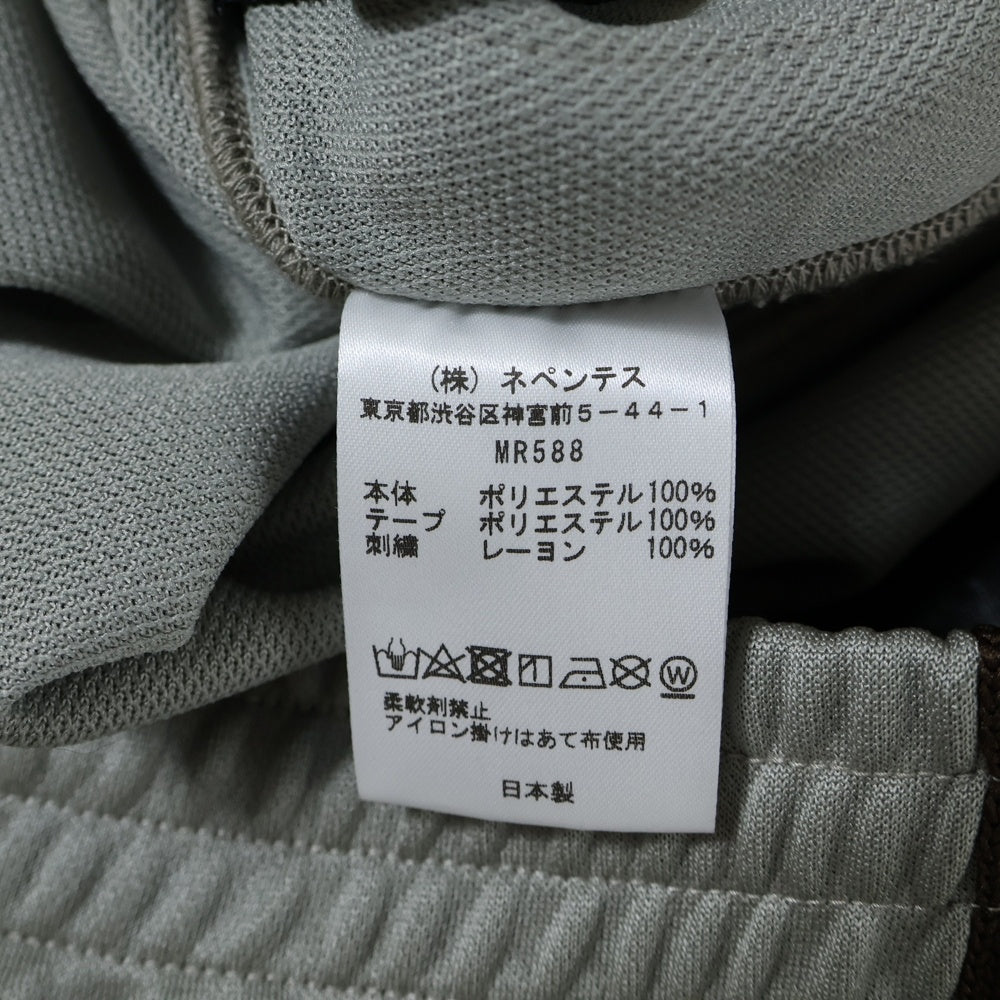 (株) ネペンテス
東京都渋谷区神宮前5-44-1
MR588
本体 ポリエステル100%
テープ ポリエステル100%
刺繍 レーヨン 100%
W
柔軟剤禁止
アイロン掛けはあて布使用
日本製